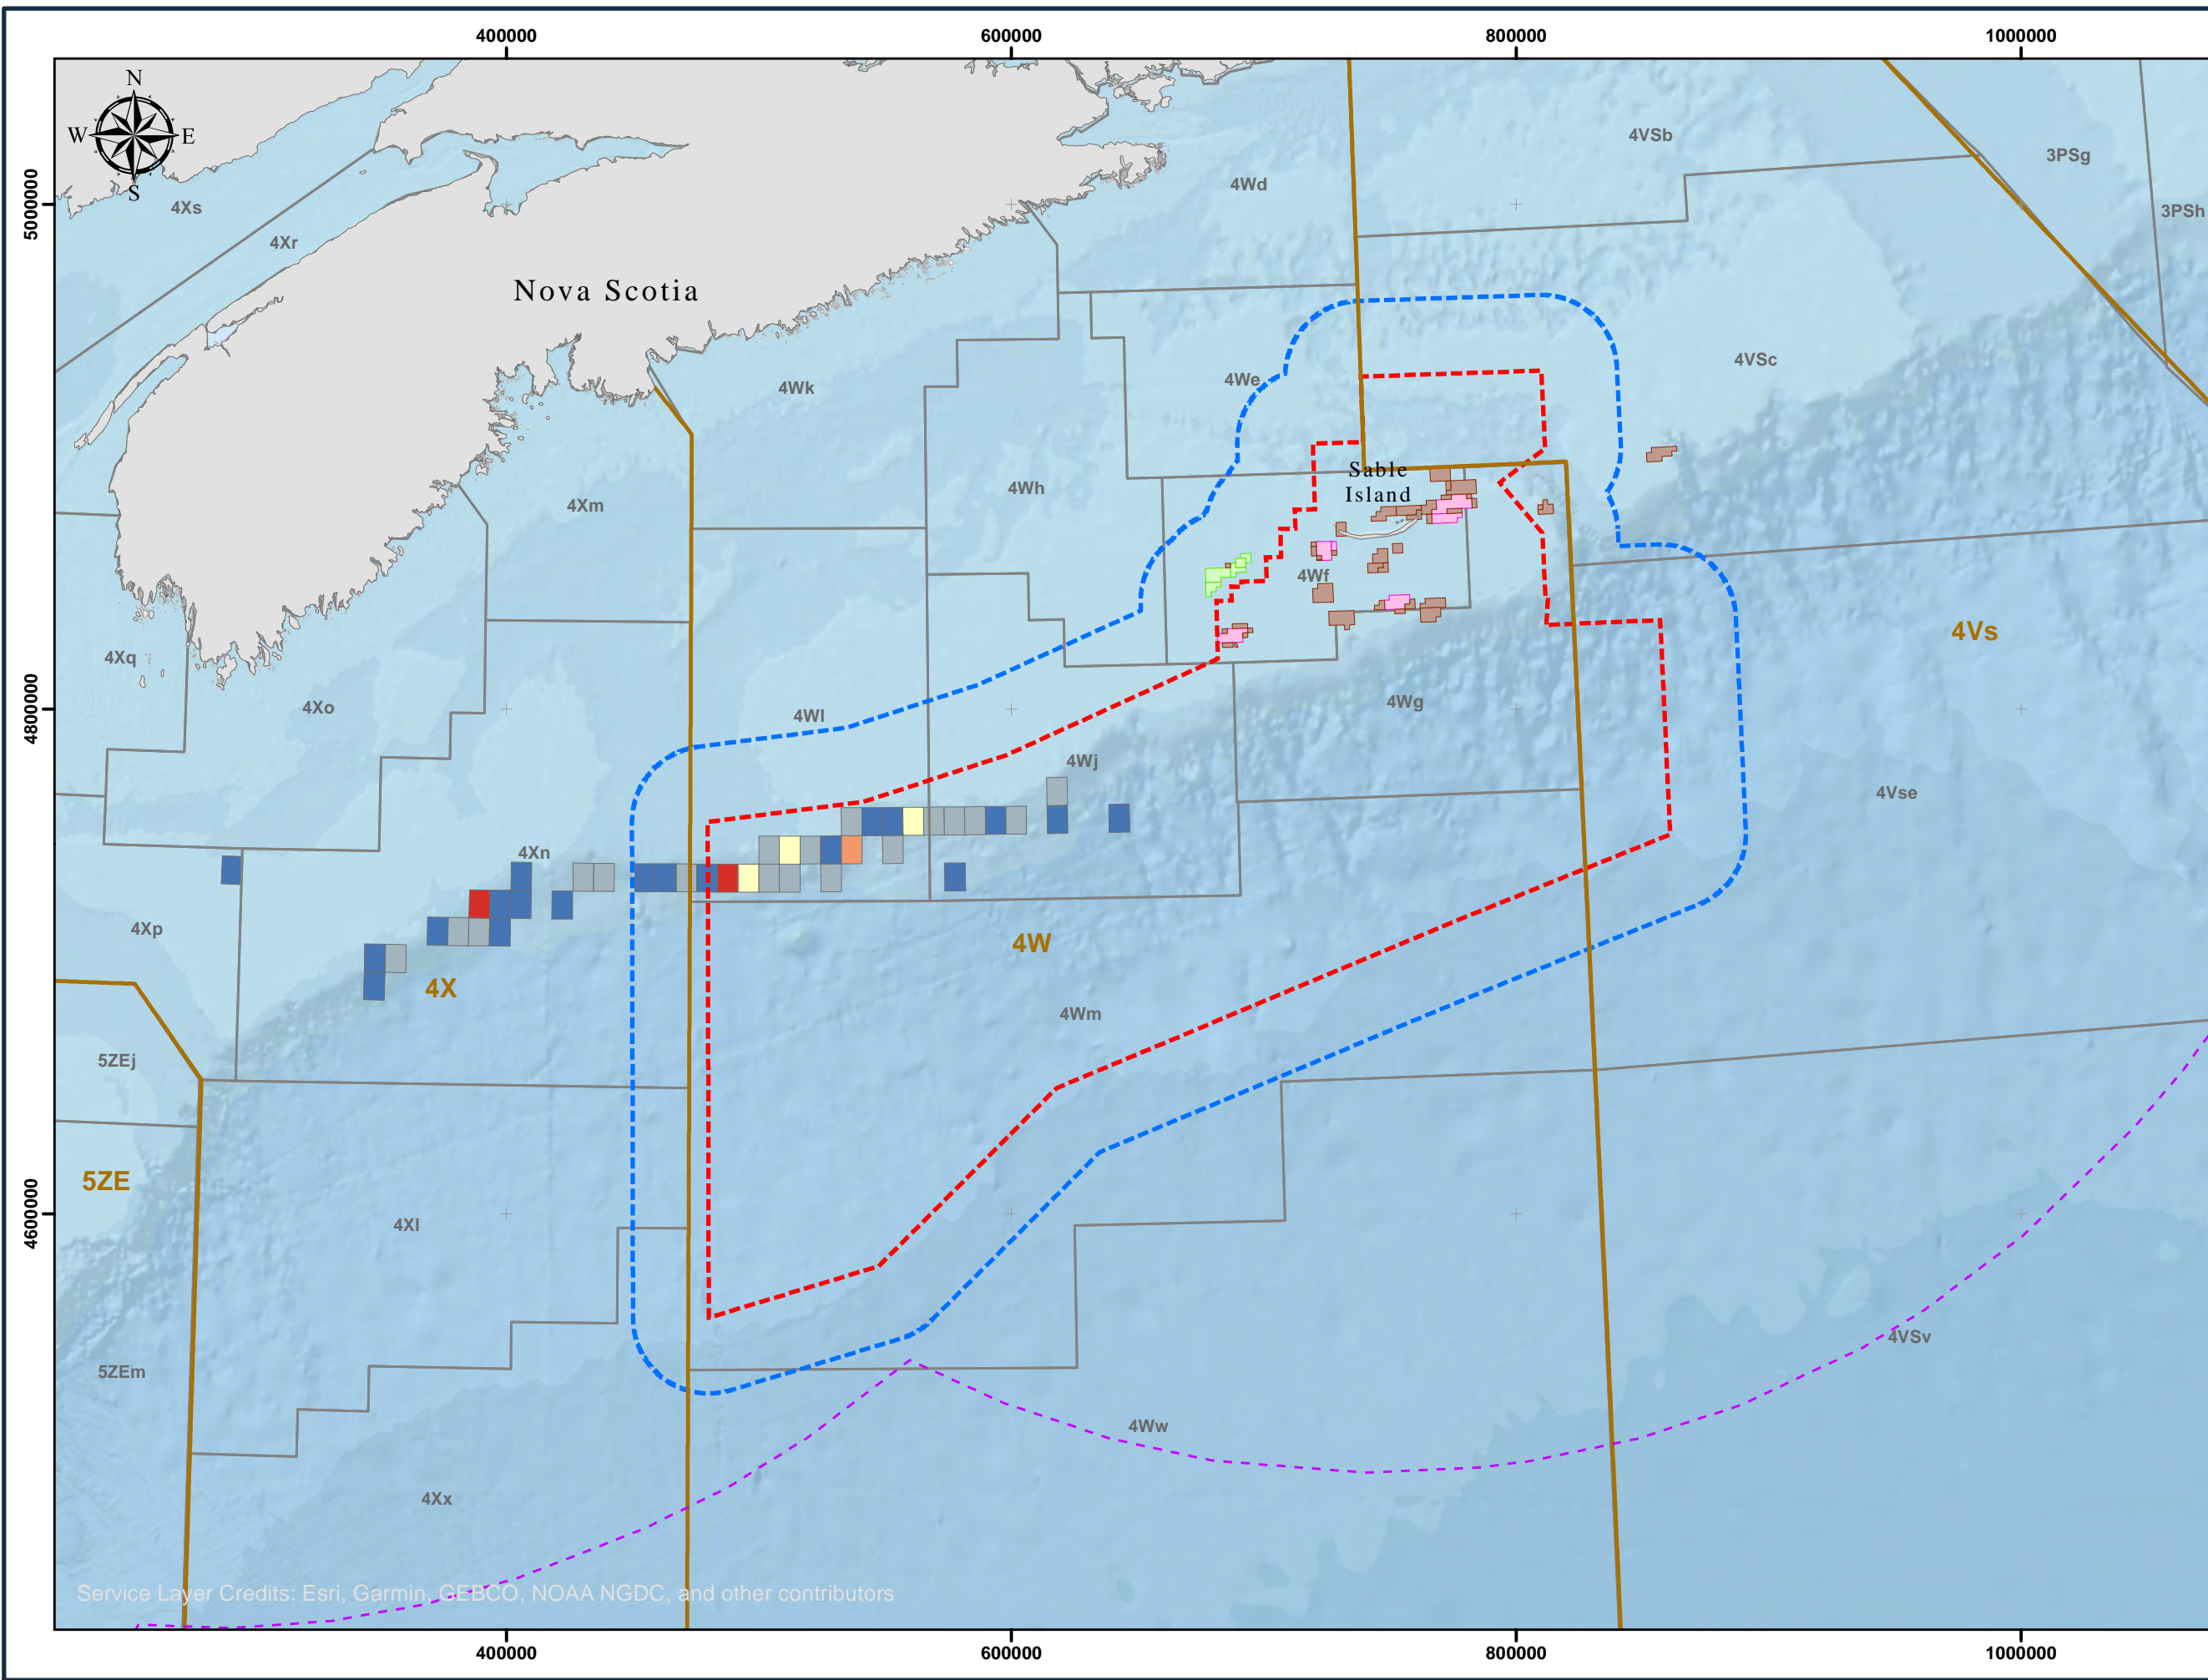 400000 600000 800000 1000000
N
W E
S
5000000
4800000
4600000
4Xs
4Xr
Nova Scotia
4Wd
4VSb
3PSg
3PSh
4Wk
4We
4VSc
4Xm
4Wh
Sable
Island
4Wf
4Xq
4Xo
4Wl
4Wg
4Vs
4Wj
4Vse
4Xn
4Xp
4X
4W
4Wm
5ZEj
5ZE
4Xl
4VSv
5ZEm
4Ww
4Xx
Service Layer Credits: Esri, Garmin, GEBCO, NOAA NGDC, and other contributors
400000 600000 800000 1000000